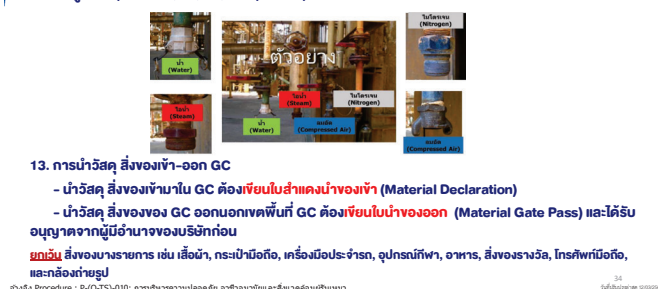 น้ำ
(Water)
ไอน้ำ
(Steam)
ตัวอย่าง
ไอน้ำ
(Steam)
ไนโตรเจน
(Nitrogen)
น้ำ
(Water)
ลมอัด
(Compressed Air)
ไนโตรเจน
(Nitrogen)
ลมอัด
(Compressed Air)
13. การนำวัสดุ สิ่งของเข้า-ออก GC
- นำวัสดุ สิ่งของเข้ามาใน GC ต้องเขียนใบสำแดงนำของเข้า (Material Declaration)
- นำวัสดุ สิ่งของของ GC ออกนอกเขตพื้นที่ GC ต้องเขียนใบนำของออก (Material Gate Pass) และได้รับ
อนุญาตจากผู้มีอำนาจของบริษัทก่อน
ยกเว้น สิ่งของบางรายการ เช่น เสื้อผ้า, กระเป๋ามือถือ, เครื่องมือประจำรถ, อุปกรณ์กีฬา, อาหาร, สิ่งของรางวัล, โทรศัพท์มือถือ,
และกล้องถ่ายรูป
34